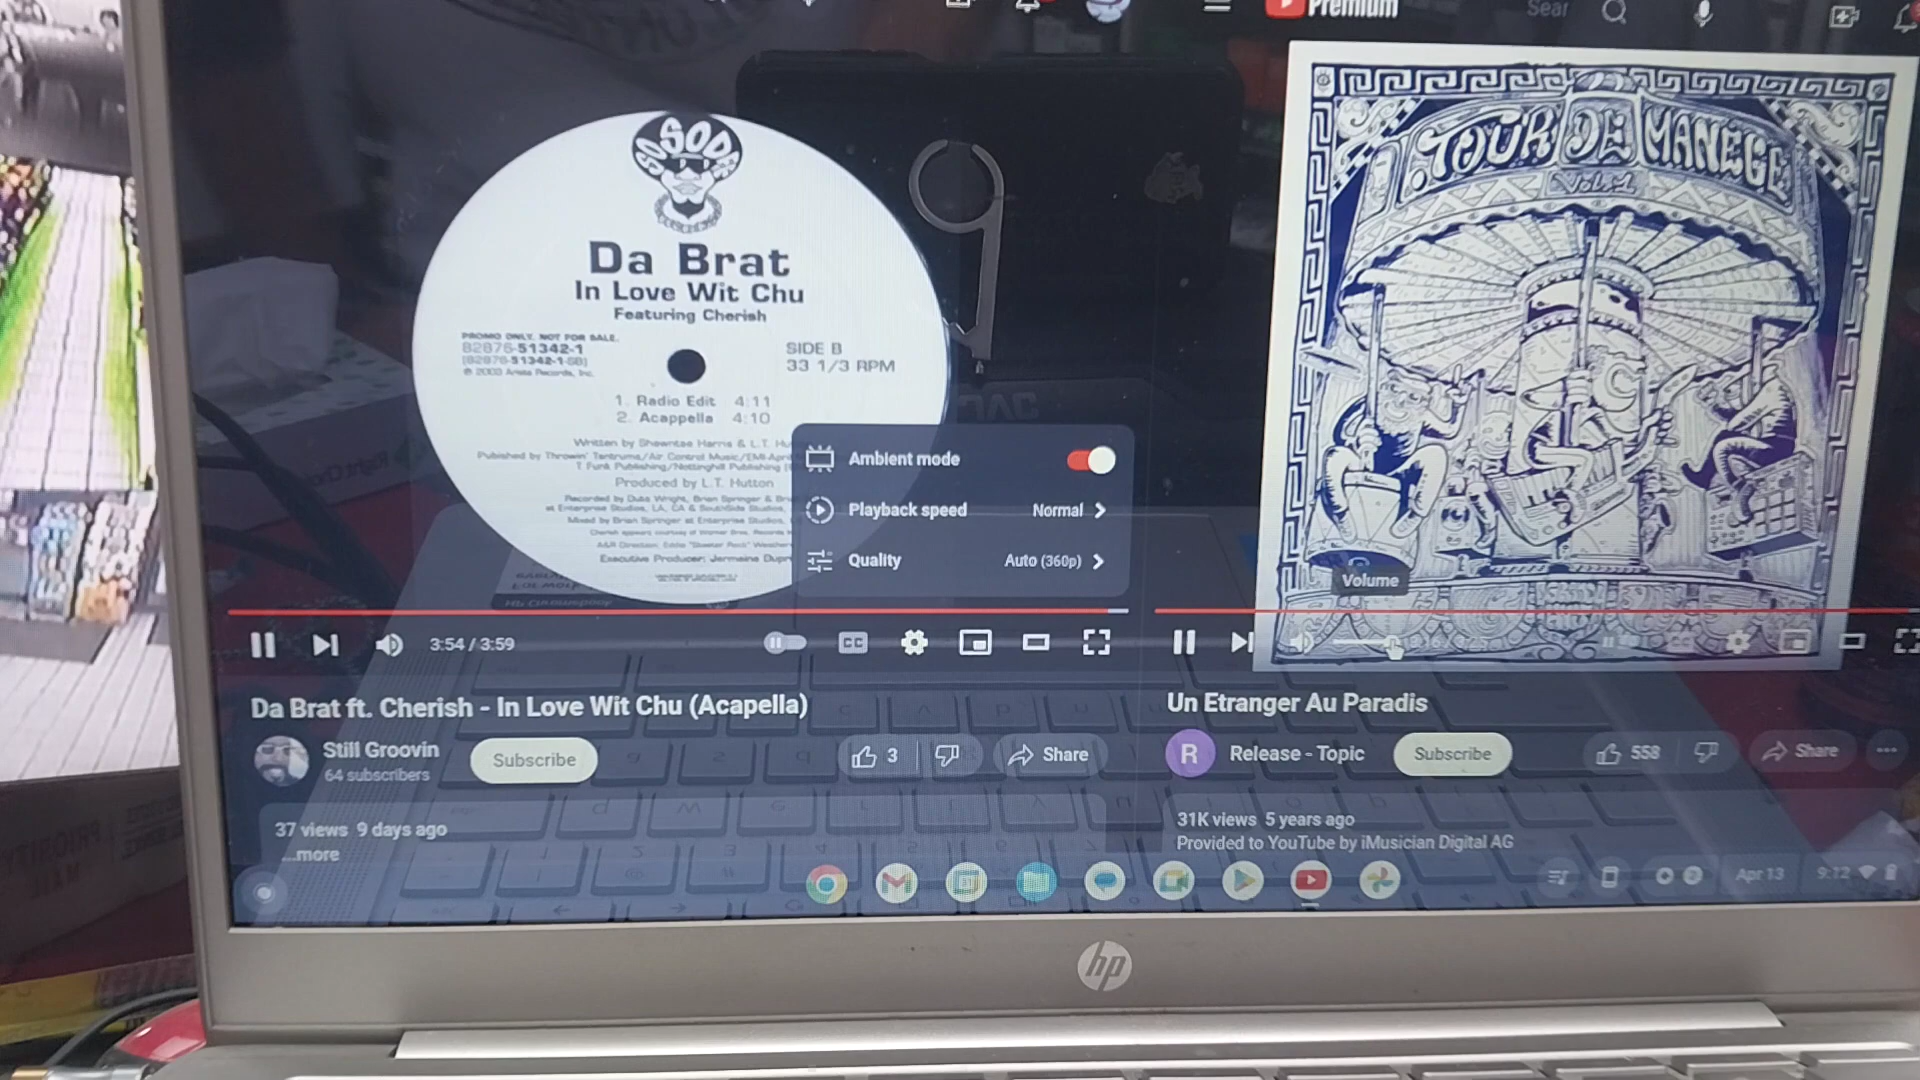 Premium
Sear
SOSODEF
Da Brat
In Love Wit Chu
Featuring Cherish
PROMO ONLY. NOT FOR SALE.
82876-51342-1
SIDE B
33 1/3 RPM
1. Radio Edit 4:11
2. Acappella 4:10
Produced by L.T. Hutton
Ambient mode
Playback speed Normal
Quality Auto (360p)
3:54 / 3:59
CC
Da Brat ft. Cherish - In Love Wit Chu (Acapella)
Still Groovin
64 subscribers
Subscribe
3
Share
37 views 9 days ago
...more
TOUR DE MANEGE
Vol.1
Volume
Un Etranger Au Paradis
R
Release - Topic
Subscribe
558
Share
31K views 5 years ago
Provided to YouTube by iMusician Digital AG
Apr 13
9:12
hp